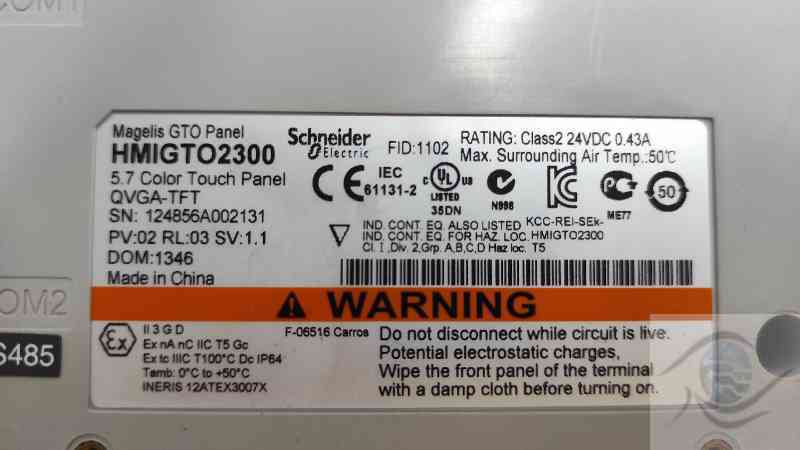 COM1
Magelis GTO Panel
HMIGTO2300
5.7 Color Touch Panel
QVGA-TFT
SN: 124856A002131
PV:02 RL:03 SV:1.1
DOM:1346
Made in China
Schneider
Electric
FID:1102
RATING: Class2 24VDC 0.43A
Max. Surrounding Air Temp.:50°C
CE
IEC
61131-2
c UL us
LISTED
35DN
N998
KCC-REI-SEk-
ME77
50
IND. CONT. EQ. ALSO LISTED
IND. CONT. EQ. FOR HAZ. LOC.
HMIGTO2300
Cl. I ,Div. 2,Grp. A,B,C,D Haz loc. T5
WARNING
OM2
S485
Ex
II 3 G D
Ex nA nC IIC T5 Gc
Ex tc IIIC T100°C Dc IP64
Tamb: 0°C to +50°C
INERIS 12ATEX3007X
F-06516 Carros
Do not disconnect while circuit is live.
Potential electrostatic charges,
Wipe the front panel of the terminal
with a damp cloth before turning on.